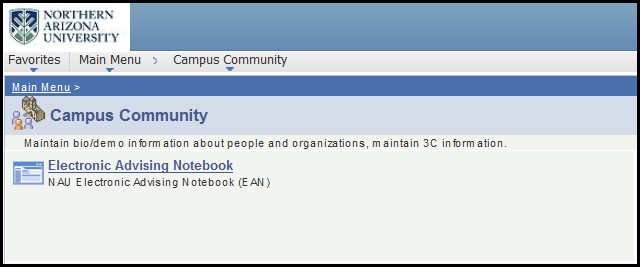 NORTHERN
ARIZONA
UNIVERSITY
Favorites Main Menu > Campus Community
Main Menu >
Campus Community
Maintain bio/demo information about people and organizations, maintain 3C information.
Electronic Advising Notebook
NAU Electronic Advising Notebook (EAN)